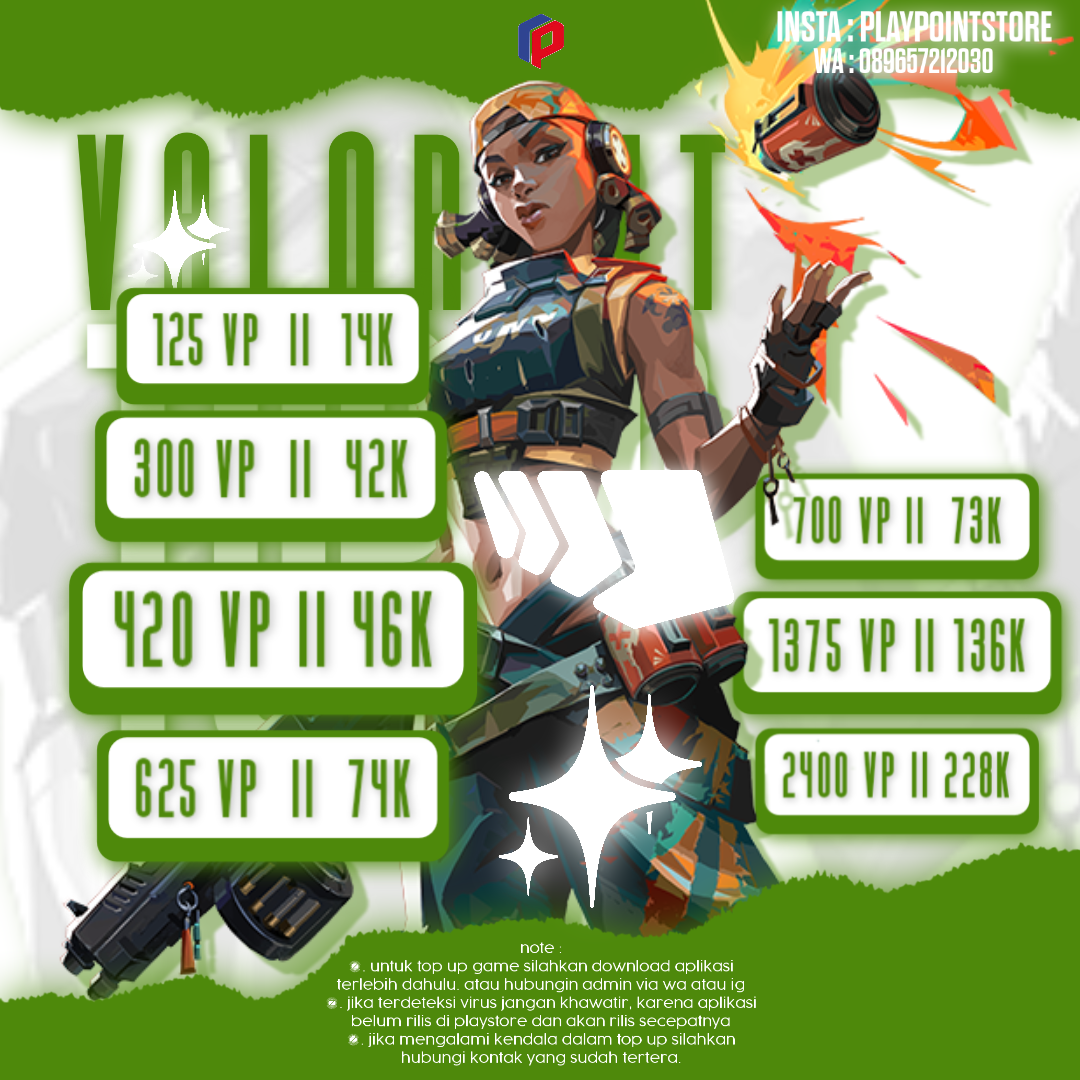 INSTA : PLAYPOINTSTORE
WA : 089657212030
VALORANT
125 VP II 14K
300 VP II 42K
420 VP II 46K
625 VP II 74K
700 VP II 73K
1375 VP II 136K
2400 VP II 228K
note :
. untuk top up game silahkan download aplikasi
terlebih dahulu. atau hubungin admin via wa atau ig
. jika terdeteksi virus jangan khawatir, karena aplikasi
belum rilis di playstore dan akan rilis secepatnya
. jika mengalami kendala dalam top up silahkan
hubungi kontak yang sudah tertera.